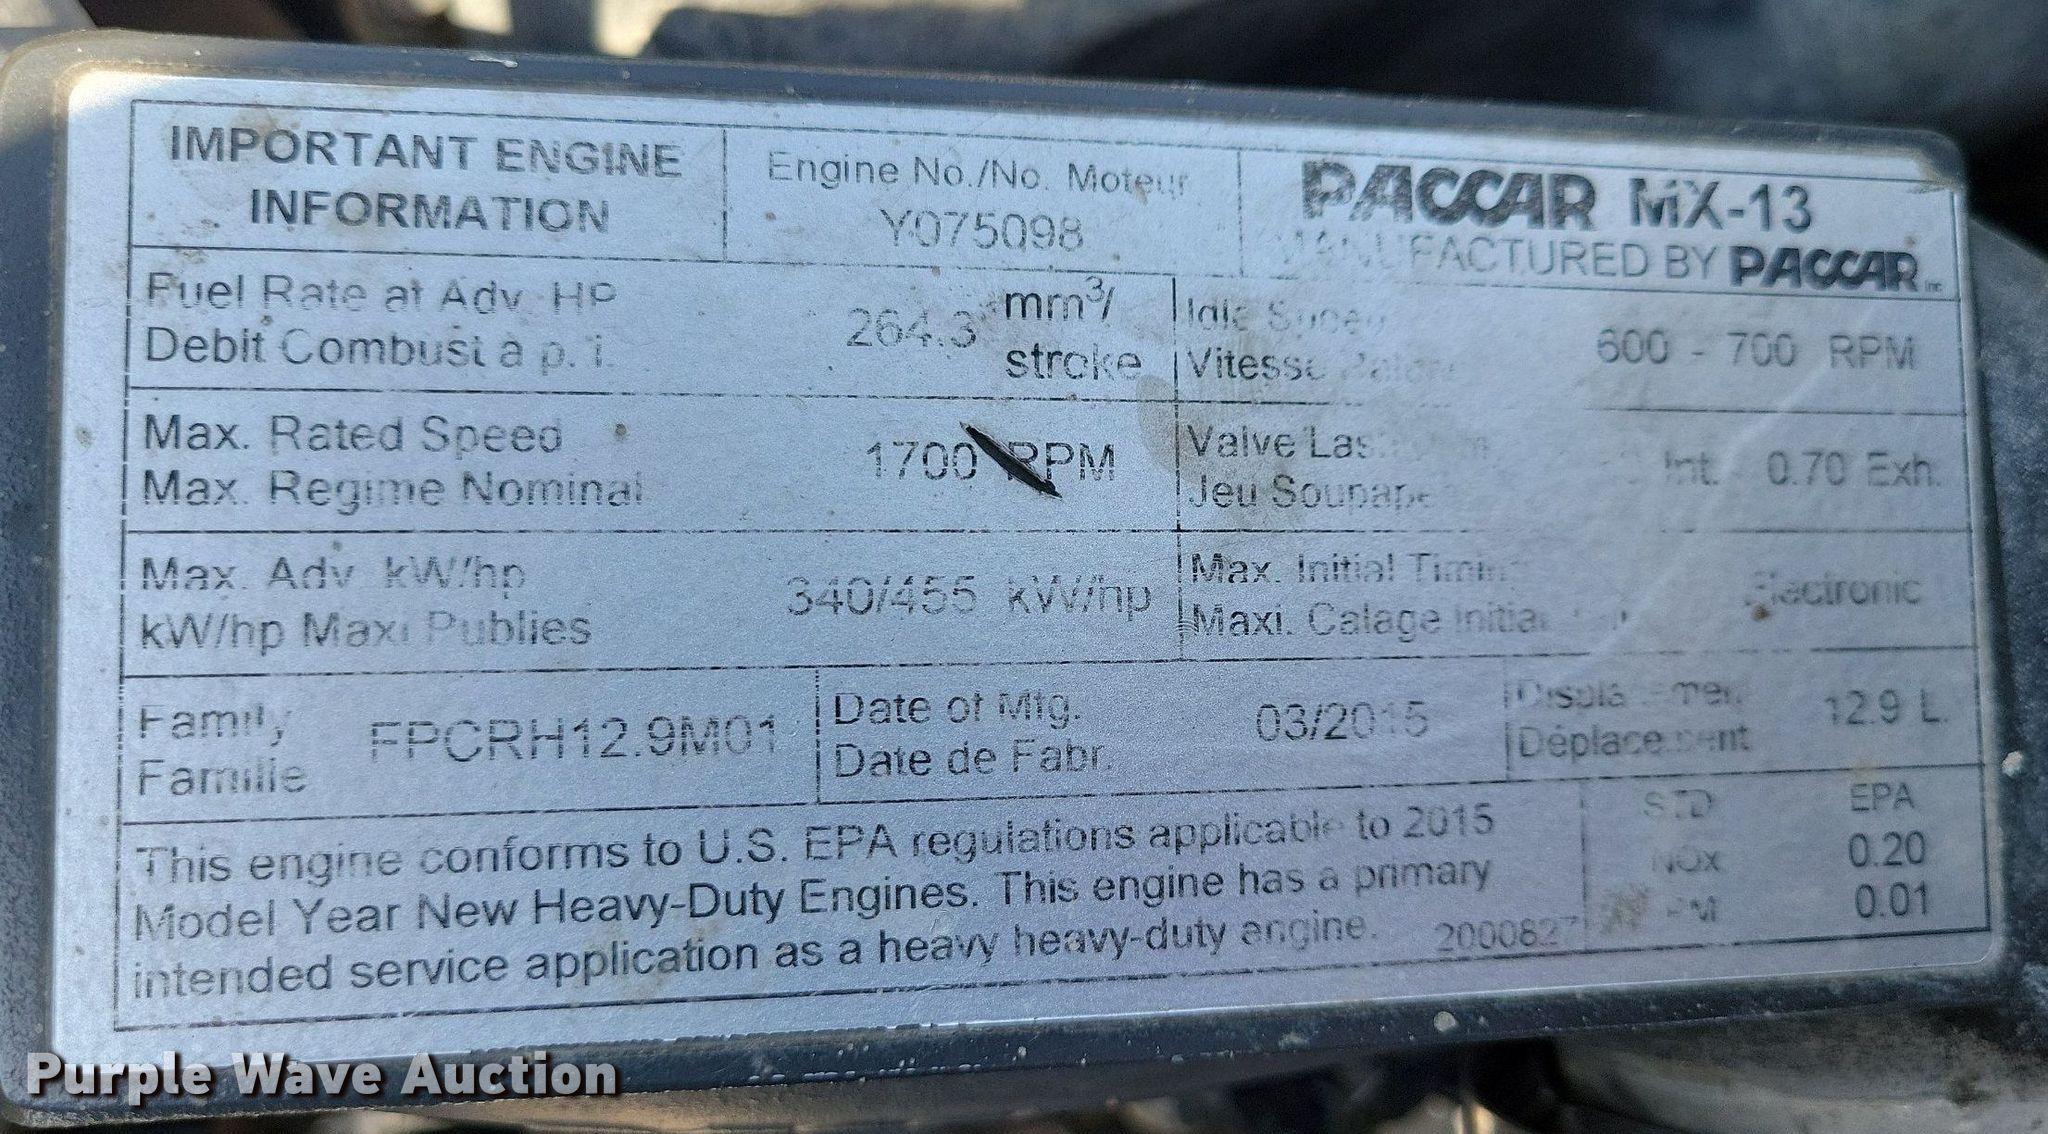 IMPORTANT ENGINE
INFORMATION
Engine No./No. Moteur
Y075098
PACCAR MX-13
MANUFACTURED BY PACCAR Inc
Fuel Rate at Adv. HP
Debit Combust a p. i.
264.3 mm³/
stroke
Idle Speed
Vitesse
600 - 700 RPM
Max. Rated Speed
Max. Regime Nominal
1700 RPM
Valve
Jeu Soupape
Int. 0.70 Exh.
Max. Adv. kW/hp
kW/hp Maxi Publies
340/455 kW/hp
Max. Initial Timing
Maxi. Calage Initial
Electronic
Family
Famille
FPCRH12.9M01
Date of Mfg.
Date de Fabr.
03/2015
Displacement
Déplacement
12.9 L.
This engine conforms to U.S. EPA regulations applicable to 2015
Model Year New Heavy-Duty Engines. This engine has a primary
intended service application as a heavy heavy-duty engine. 2000827
STD EPA
NOx 0.20
PM 0.01
Purple Wave Auction